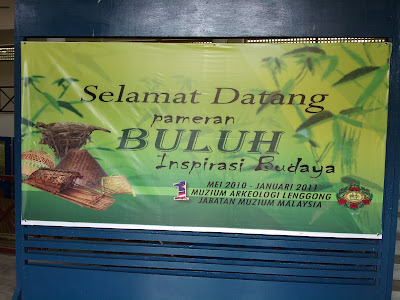 Selamat Datang
pameran
BULUH
Inspirasi Budaya
MEI 2010 - JANUARI 2011
MUZIUM ARKEOLOGI LENGGONG
JABATAN MUZIUM MALAYSIA